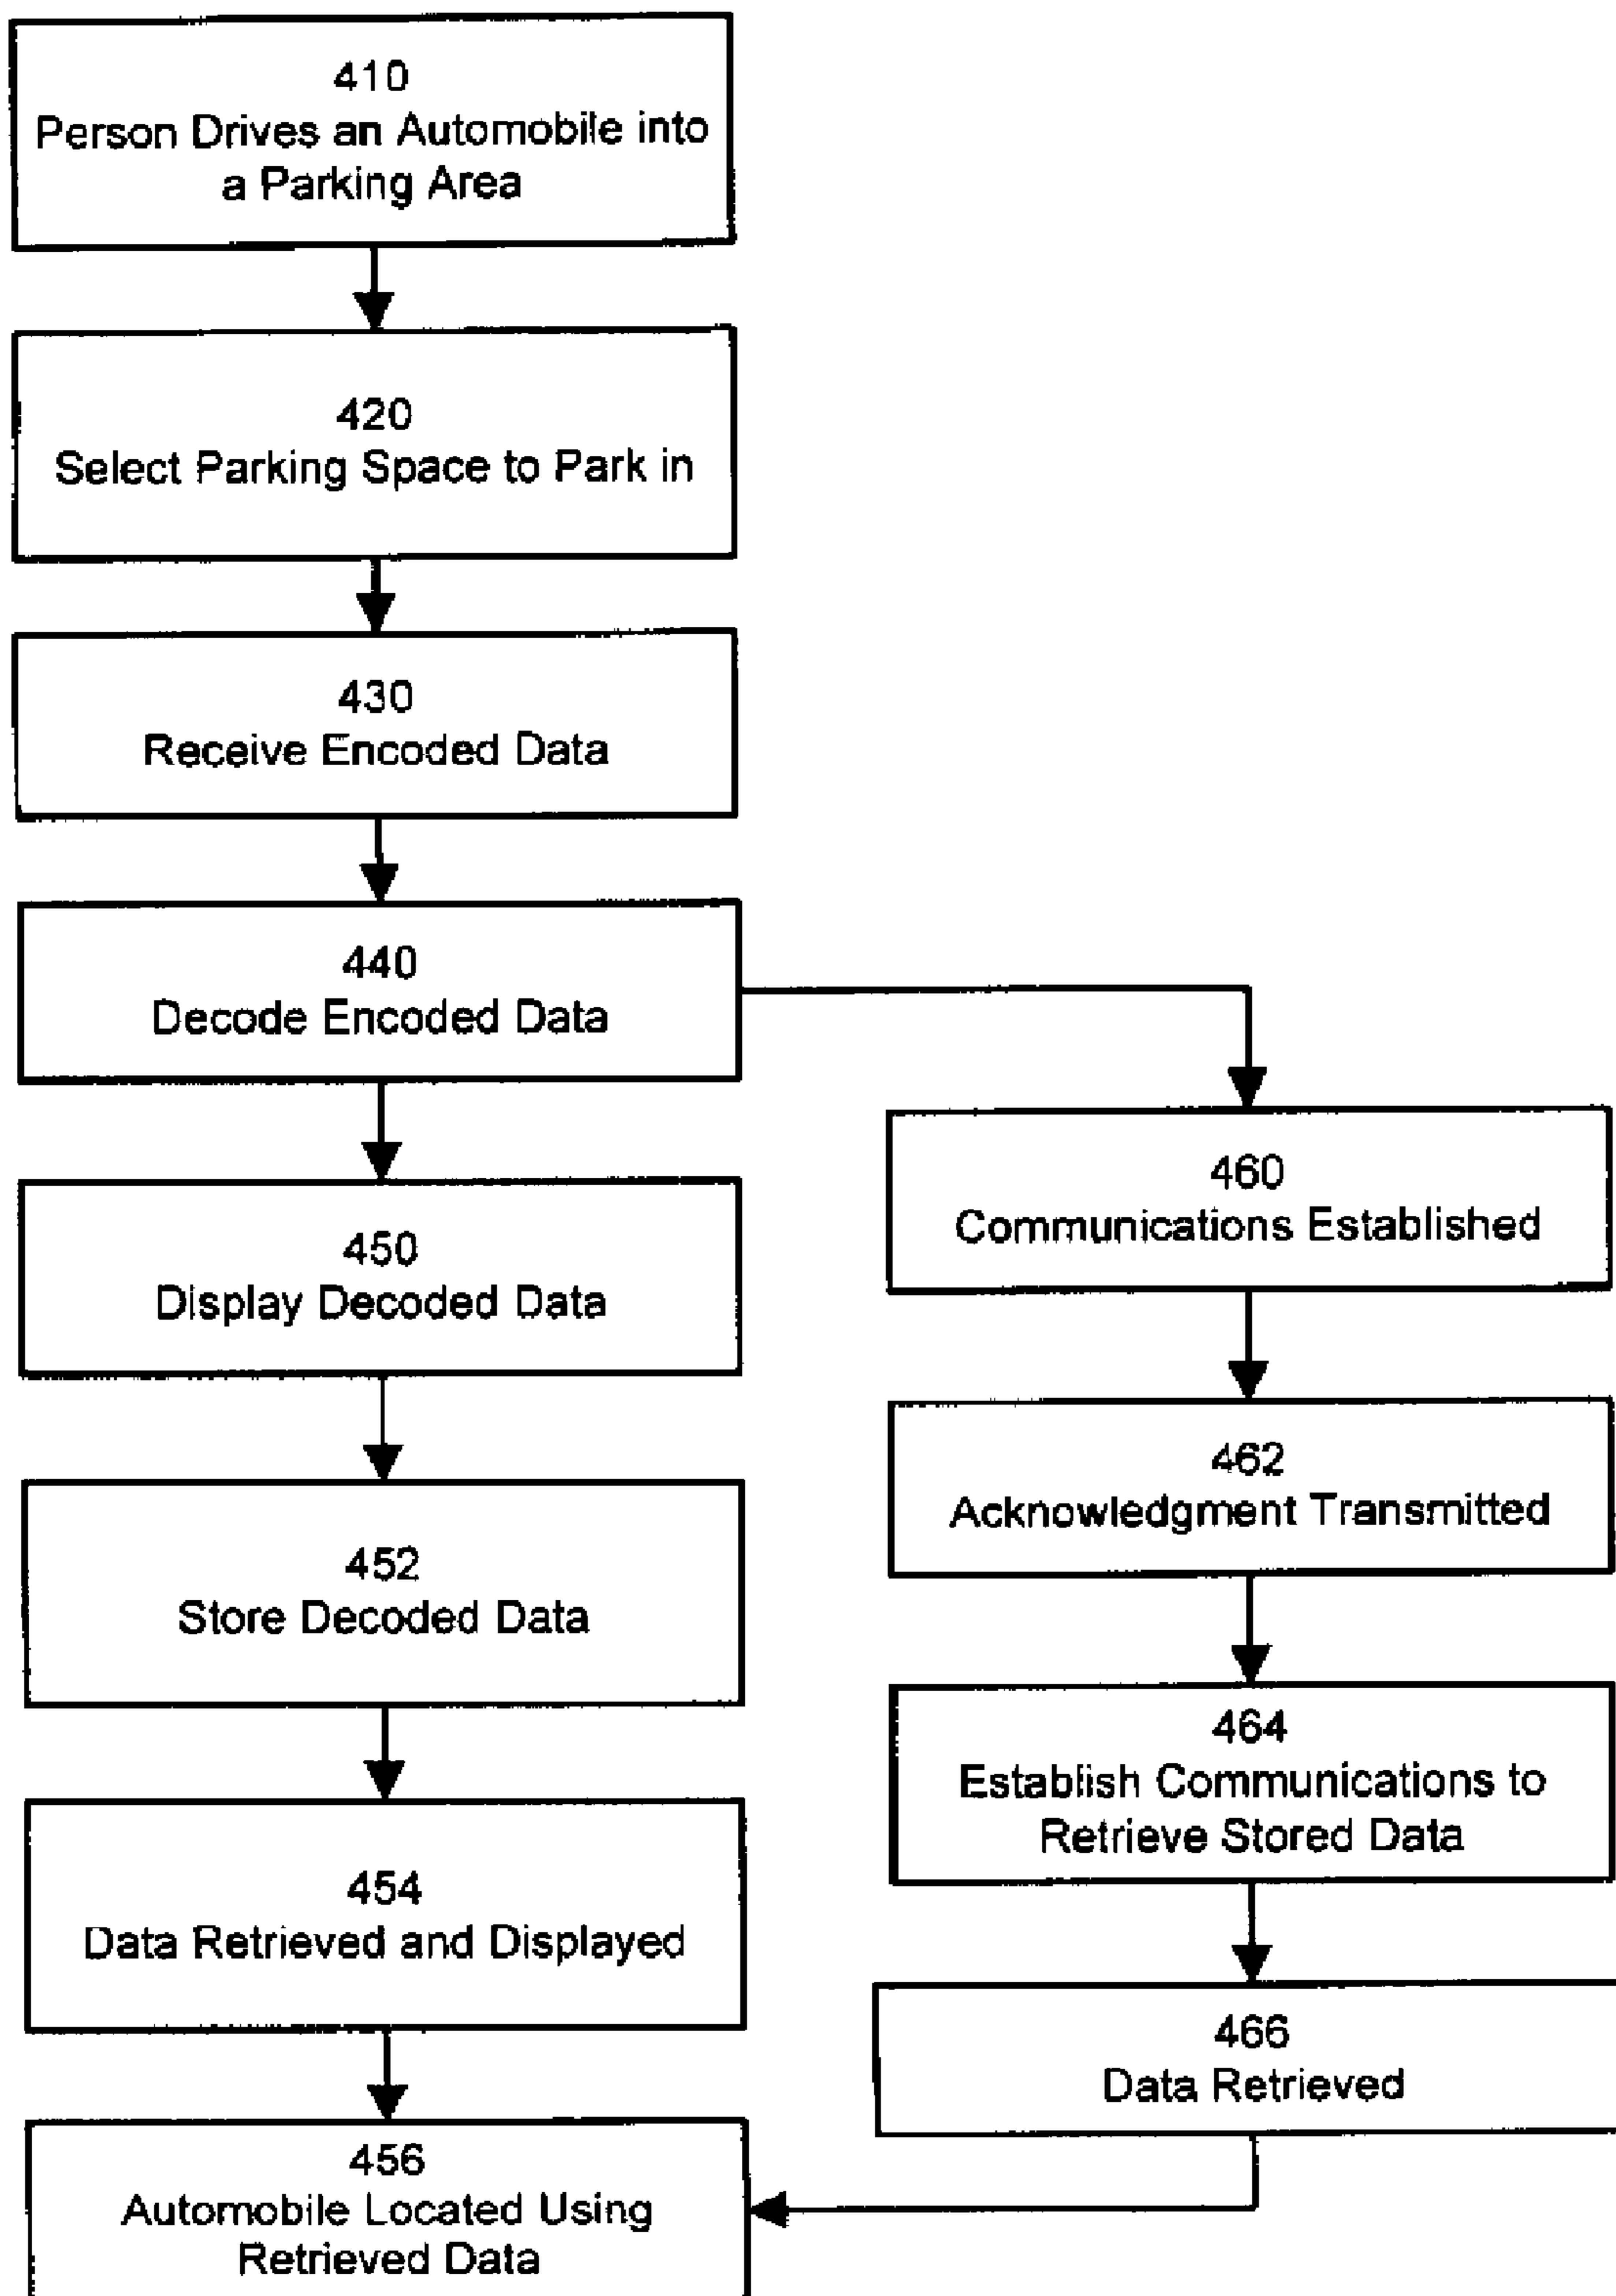 410
Person Drives an Automobile into
a Parking Area
420
Select Parking Space to Park in
430
Receive Encoded Data
440
Decode Encoded Data
450
Display Decoded Data
452
Store Decoded Data
454
Data Retrieved and Displayed
456
Automobile Located Using
Retrieved Data
460
Communications Established
462
Acknowledgment Transmitted
464
Establish Communications to
Retrieve Stored Data
466
Data Retrieved